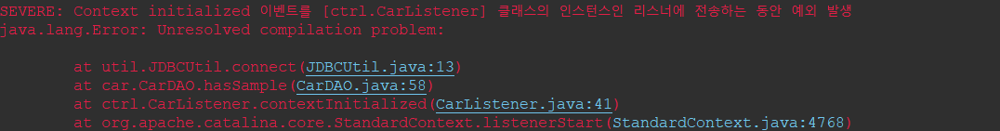 SEVERE: Context initialized 이벤트를 [ctrl.CarListener] 클래스의 인스턴스인 리스너에 전송하는 동안 예외 발생
java.lang.Error: Unresolved compilation problem:
at util.JDBCUtil.connect(JDBCUtil.java:13)
at car.CarDAO.hasSample(CarDAO.java:58)
at ctrl.CarListener.contextInitialized(CarListener.java:41)
at org.apache.catalina.core.StandardContext.listenerStart(StandardContext.java:4768)